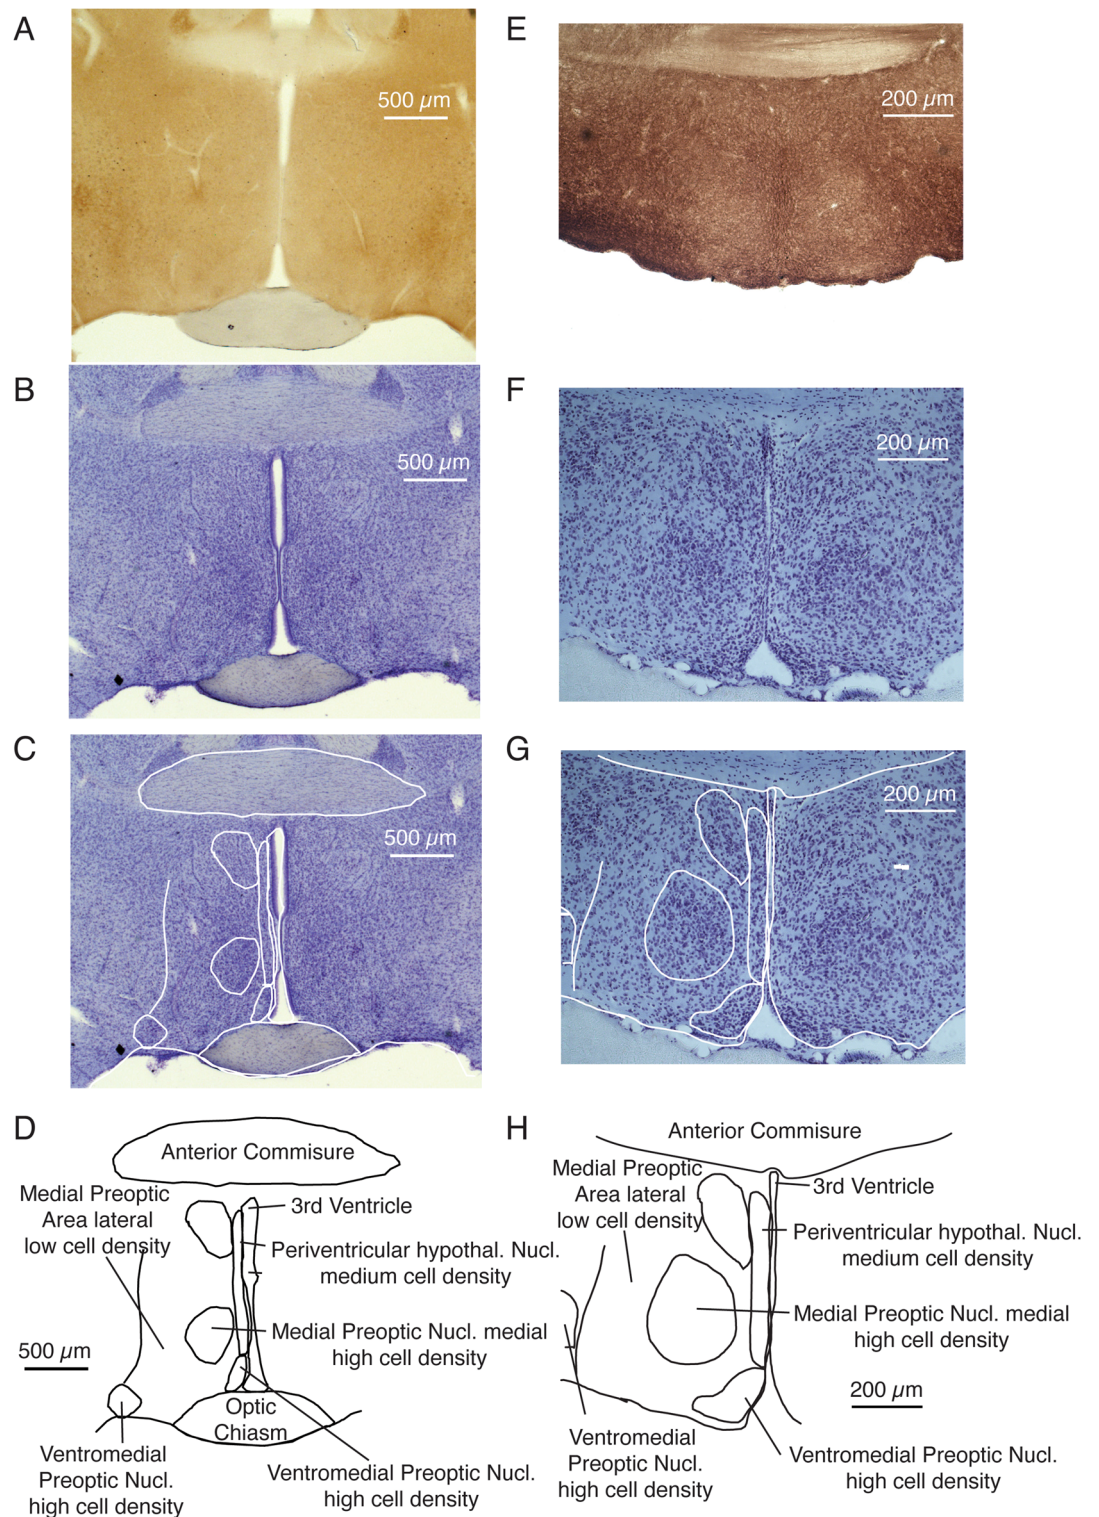 A
500 µm
E
200 µm
B
500 µm
F
200 µm
C
500 µm
G
200 µm
D
Anterior Commisure
Medial Preoptic
Area lateral
low cell density
3rd Ventricle
Periventricular hypothal. Nucl.
medium cell density
Medial Preoptic Nucl. medial
high cell density
500 µm
Optic
Chiasm
Ventromedial
Preoptic Nucl.
high cell density
Ventromedial Preoptic Nucl.
high cell density
H
Anterior Commisure
Medial Preoptic
Area lateral
low cell density
3rd Ventricle
Periventricular hypothal. Nucl.
medium cell density
Medial Preoptic Nucl. medial
high cell density
200 µm
Ventromedial
Preoptic Nucl.
high cell density
Ventromedial Preoptic Nucl.
high cell density